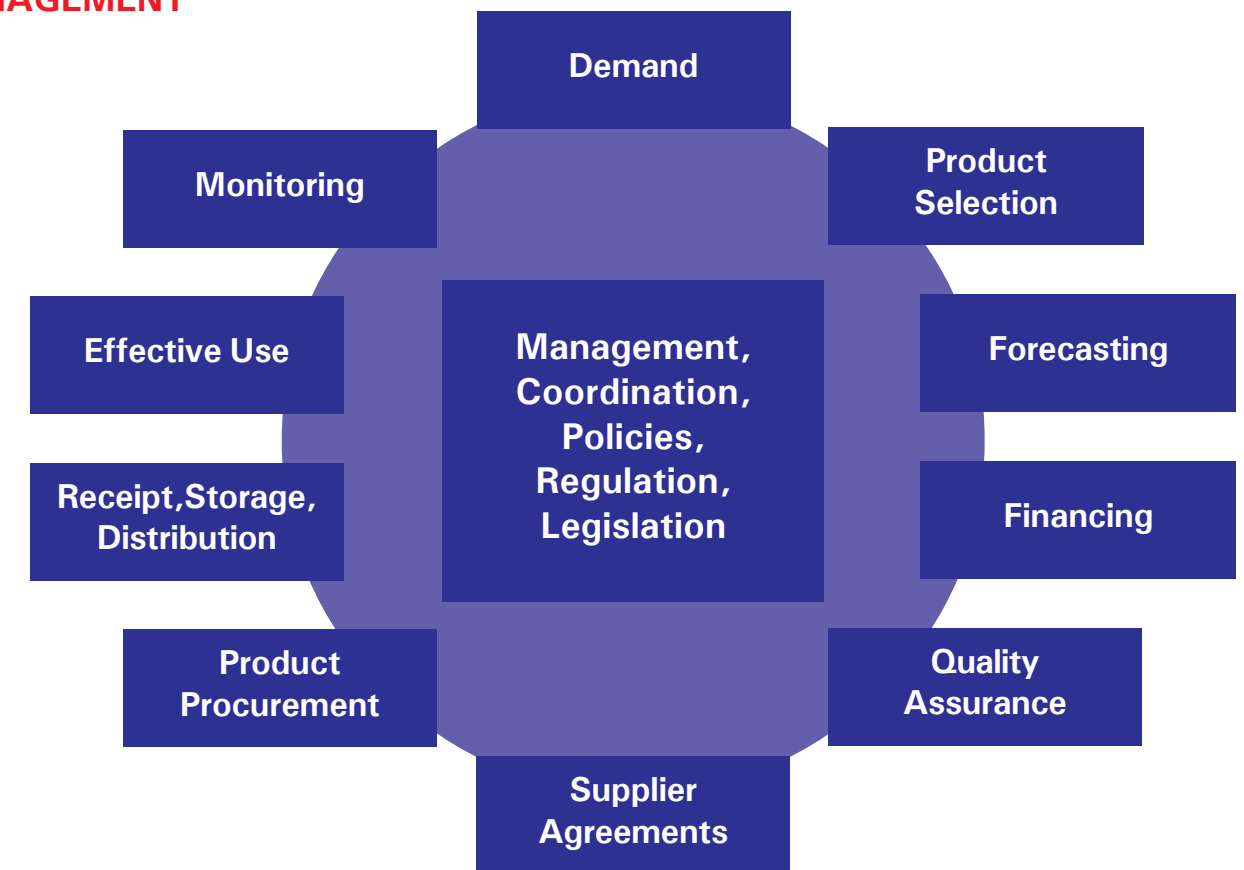 NAGEMENT
Demand
Product
Selection
Monitoring
Forecasting
Effective Use
Management,
Coordination,
Policies,
Regulation,
Legislation
Financing
Receipt,Storage,
Distribution
Quality
Assurance
Product
Procurement
Supplier
Agreements